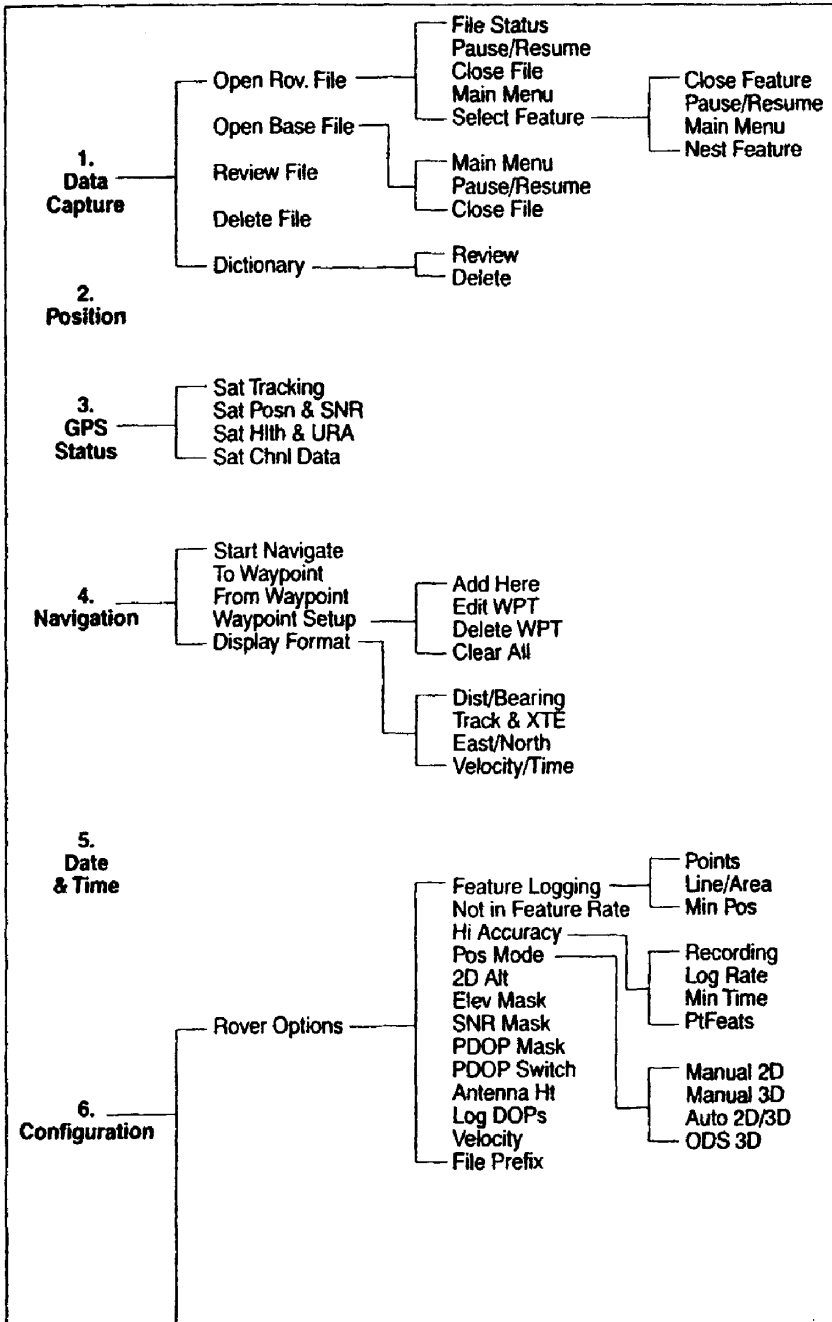 1.
Data
Capture
Open Rov. File
File Status
Pause/Resume
Close File
Main Menu
Select Feature
Close Feature
Pause/Resume
Main Menu
Nest Feature
Open Base File
Main Menu
Pause/Resume
Close File
Review File
Delete File
Dictionary
Review
Delete
2.
Position
3.
GPS
Status
Sat Tracking
Sat Posn & SNR
Sat Hlth & URA
Sat Chnl Data
4.
Navigation
Start Navigate
To Waypoint
From Waypoint
Waypoint Setup
Add Here
Edit WPT
Delete WPT
Clear All
Display Format
Dist/Bearing
Track & XTE
East/North
Velocity/Time
5.
Date
& Time
6.
Configuration
Rover Options
Feature Logging
Points
Line/Area
Min Pos
Not in Feature Rate
Hi Accuracy
Recording
Log Rate
Min Time
PtFeats
Pos Mode
Manual 2D
Manual 3D
Auto 2D/3D
ODS 3D
2D Alt
Elev Mask
SNR Mask
PDOP Mask
PDOP Switch
Antenna Ht
Log DOPs
Velocity
File Prefix